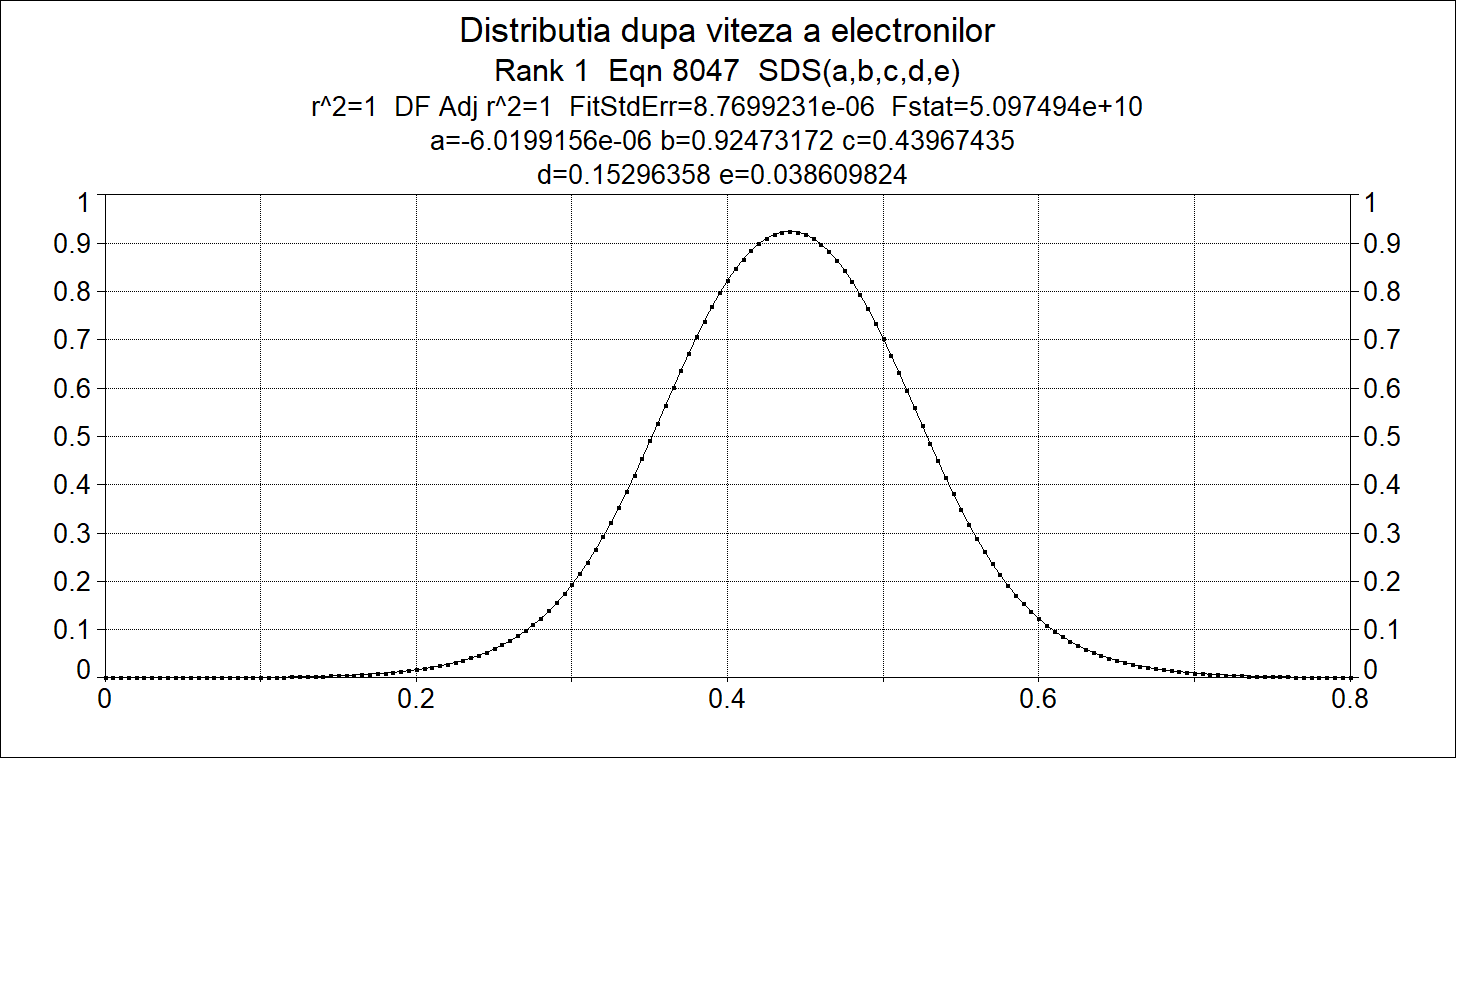 Distributia dupa viteza a electronilor
Rank 1  Eqn 8047  SDS(a,b,c,d,e)
r^2=1  DF Adj r^2=1  FitStdErr=8.7699231e-06  Fstat=5.097494e+10
a=-6.0199156e-06 b=0.92473172 c=0.43967435
d=0.15296358 e=0.038609824
1 1
0.9 0.9
0.8 0.8
0.7 0.7
0.6 0.6
0.5 0.5
0.4 0.4
0.3 0.3
0.2 0.2
0.1 0.1
0 0
0 0.2 0.4 0.6 0.8